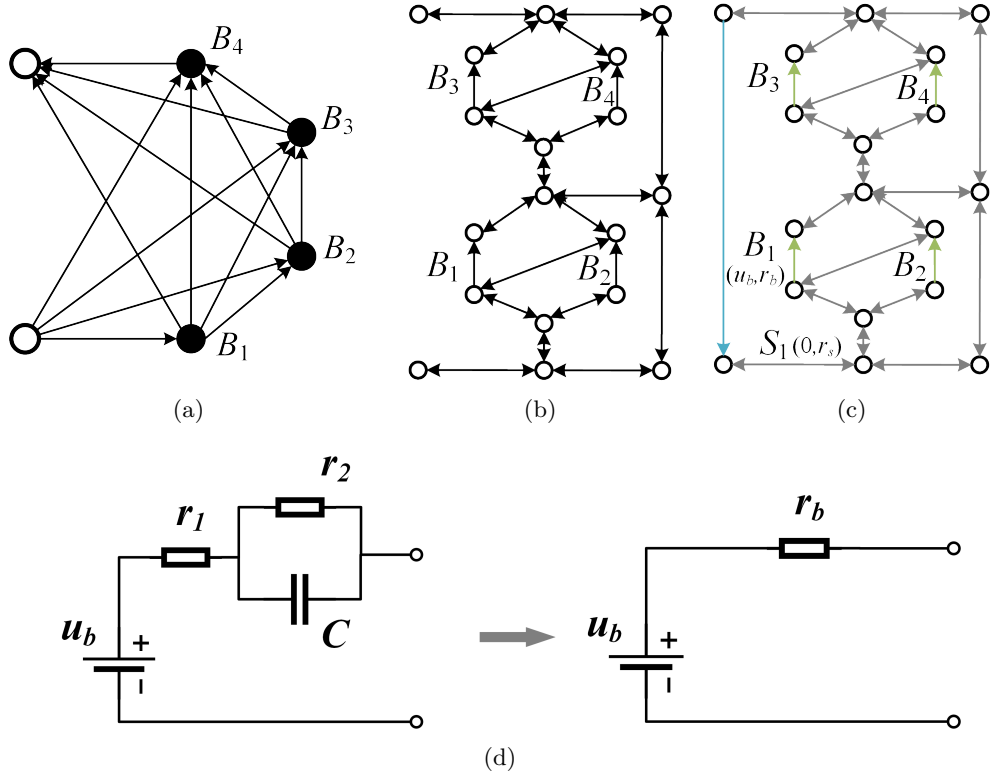 B4
B3
B2
B1
(a)
B3
B4
B1
B2
(b)
B3
B4
B1
(ub,rb)
B2
S1(0,rs)
(c)
r2
r1
C
ub
+
−
rb
ub
+
−
(d)